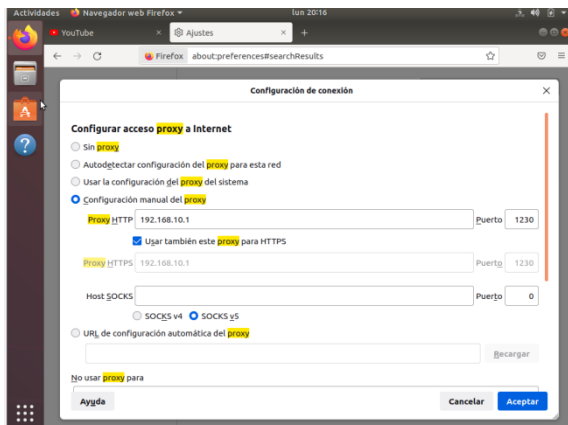 Actividades Navegador web Firefox lun 20:16
YouTube × Ajustes × +
Firefox about:preferences#searchResults
Configuración de conexión
Configurar acceso proxy a Internet
Sin proxy
Autodetectar configuración del proxy para esta red
Usar la configuración del proxy del sistema
Configuración manual del proxy
Proxy HTTP 192.168.10.1 Puerto 1230
Usar también este proxy para HTTPS
Proxy HTTPS 192.168.10.1 Puerto 1230
Host SOCKS Puerto 0
SOCKS v4 SOCKS v5
URL de configuración automática del proxy
Recargar
No usar proxy para
Ayuda Cancelar Aceptar